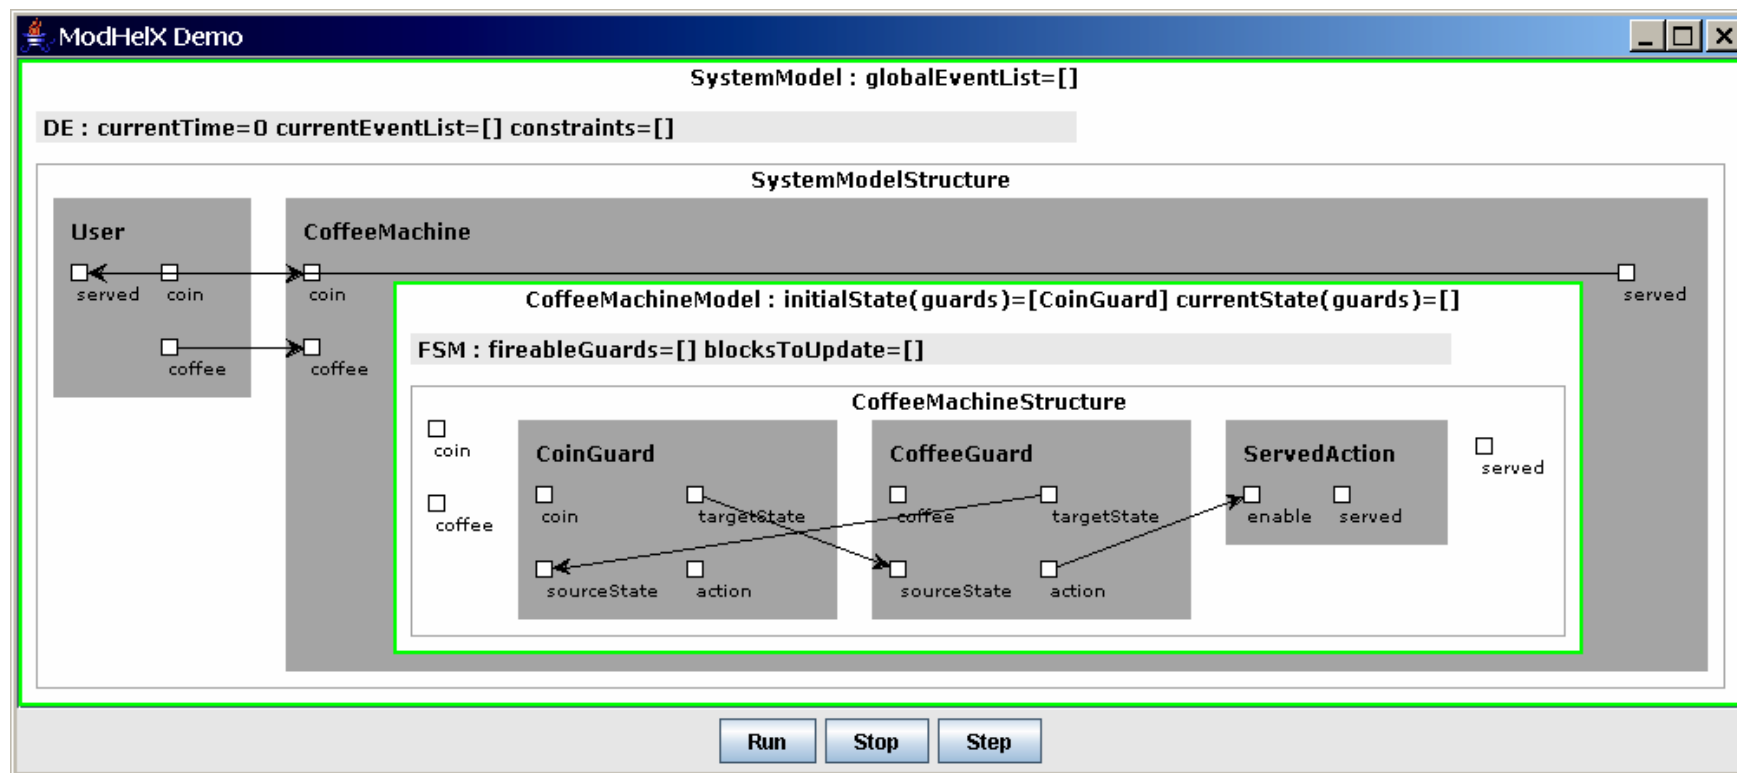 ModHelX Demo
SystemModel : globalEventList=[]
DE : currentTime=0 currentEventList=[] constraints=[]
SystemModelStructure
User
CoffeeMachine
served coin
coin
served
coffee
coffee
CoffeeMachineModel : initialState(guards)=[CoinGuard] currentState(guards)=[]
FSM : fireableGuards=[] blocksToUpdate=[]
CoffeeMachineStructure
coin
coffee
CoinGuard
coin targetState
sourceState action
CoffeeGuard
coffee targetState
sourceState action
ServedAction
enable served
served
Run Stop Step